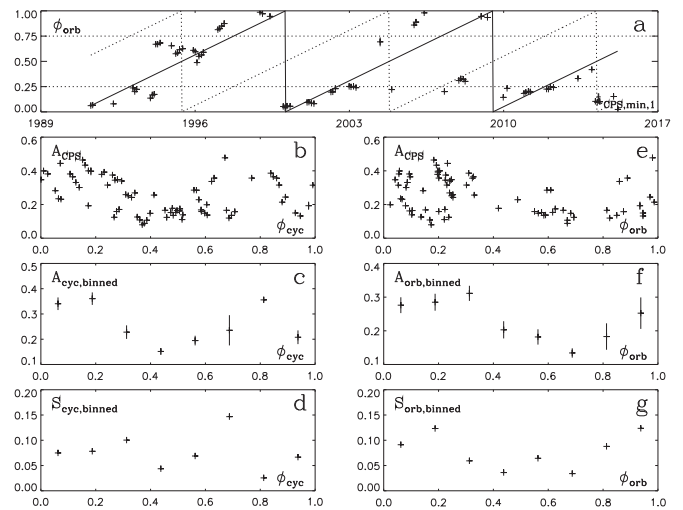 1.00 ϕorb a
0.75
0.50
0.25
0.00 CPS,min,1
1989 1996 2003 2010 2017
0.6 ACPS b
0.4
0.2
0.0 ϕcyc
0.0 0.2 0.4 0.6 0.8 1.0
0.6 ACPS e
0.4
0.2
0.0 ϕorb
0.0 0.2 0.4 0.6 0.8 1.0
0.5 Acyc,binned c
0.4
0.3
0.2
0.1 ϕcyc
0.0 0.2 0.4 0.6 0.8 1.0
0.4 Aorb,binned f
0.3
0.2
0.1 ϕorb
0.0 0.2 0.4 0.6 0.8 1.0
0.20 Scyc,binned d
0.15
0.10
0.05
0.00 ϕcyc
0.0 0.2 0.4 0.6 0.8 1.0
0.20 Sorb,binned g
0.15
0.10
0.05
0.00 ϕorb
0.0 0.2 0.4 0.6 0.8 1.0